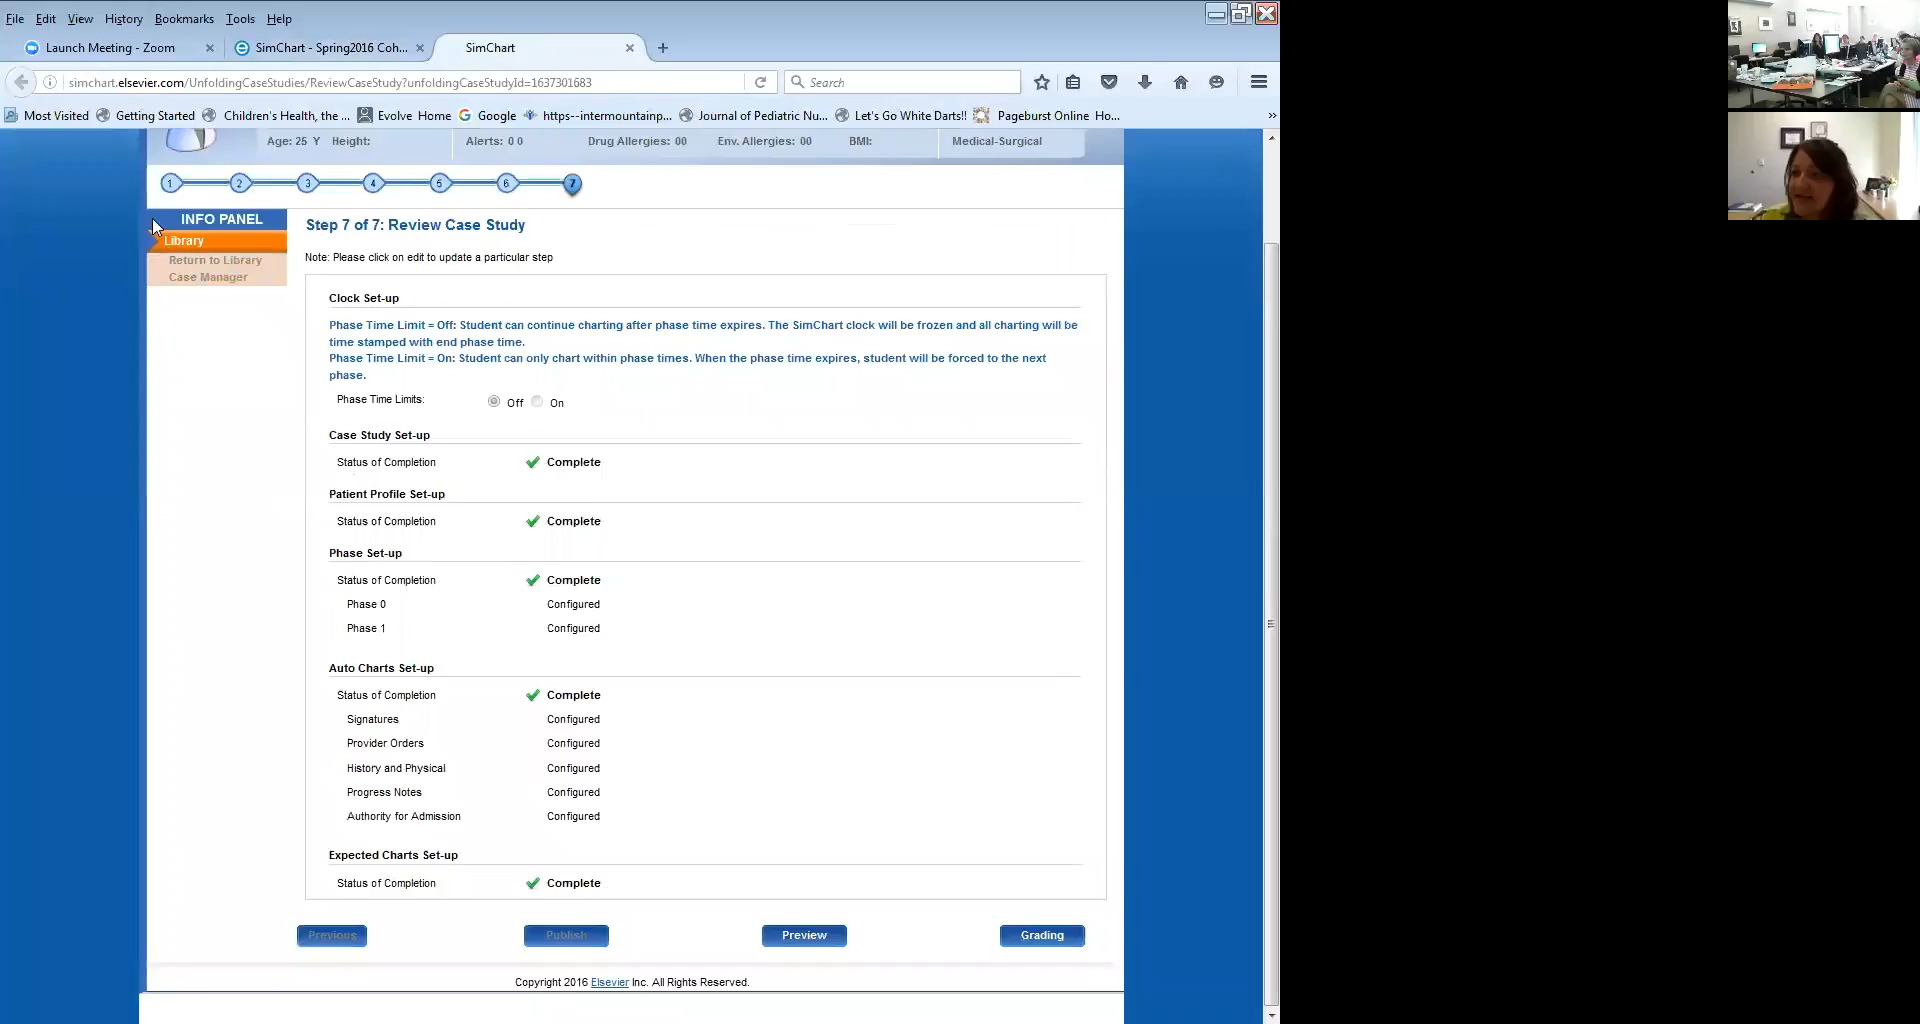 File Edit View History Bookmarks Tools Help
Launch Meeting - Zoom × SimChart - Spring2016 Coh... × SimChart × +
simchart.elsevier.com/UnfoldingCaseStudies/ReviewCaseStudy?unfoldingCaseStudyId=1637301683 Search
Most Visited Getting Started Children's Health, the ... Evolve Home Google https--intermountainp... Journal of Pediatric Nu... Let's Go White Darts!! Pageburst Online Ho... »
Age: 25 Y Height: Alerts: 0 0 Drug Allergies: 00 Env. Allergies: 00 BMI: Medical-Surgical
1 2 3 4 5 6 7
INFO PANEL
Library
Return to Library
Case Manager
Step 7 of 7: Review Case Study
Note: Please click on edit to update a particular step
Clock Set-up
Phase Time Limit = Off: Student can continue charting after phase time expires. The SimChart clock will be frozen and all charting will be
time stamped with end phase time.
Phase Time Limit = On: Student can only chart within phase times. When the phase time expires, student will be forced to the next
phase.
Phase Time Limits: Off On
Case Study Set-up
Status of Completion Complete
Patient Profile Set-up
Status of Completion Complete
Phase Set-up
Status of Completion Complete
Phase 0 Configured
Phase 1 Configured
Auto Charts Set-up
Status of Completion Complete
Signatures Configured
Provider Orders Configured
History and Physical Configured
Progress Notes Configured
Authority for Admission Configured
Expected Charts Set-up
Status of Completion Complete
Previous Publish Preview Grading
Copyright 2016 Elsevier Inc. All Rights Reserved.